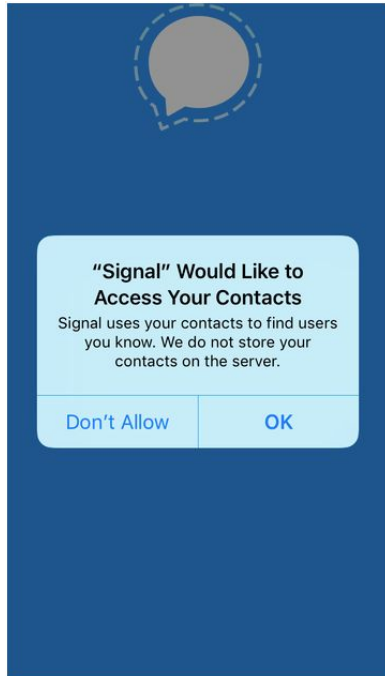 “Signal” Would Like to
Access Your Contacts
Signal uses your contacts to find users
you know. We do not store your
contacts on the server.
Don’t Allow
OK